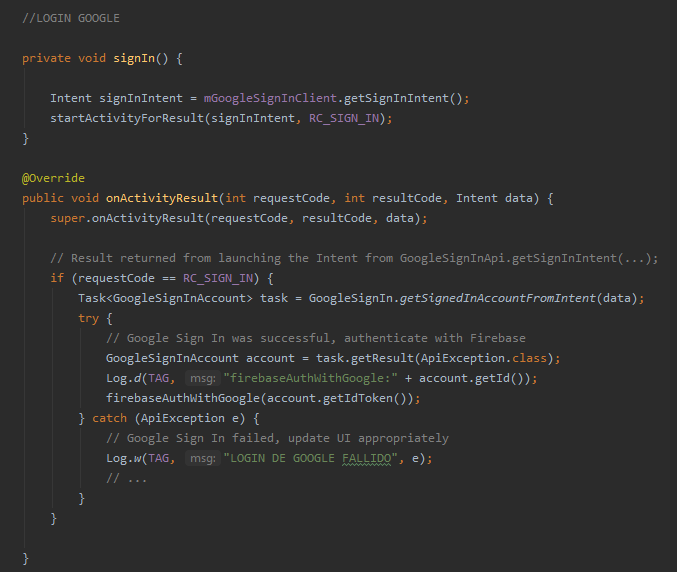 //LOGIN GOOGLE
private void signIn() {
Intent signInIntent = mGoogleSignInClient.getSignInIntent();
startActivityForResult(signInIntent, RC_SIGN_IN);
}
@Override
public void onActivityResult(int requestCode, int resultCode, Intent data) {
super.onActivityResult(requestCode, resultCode, data);
// Result returned from launching the Intent from GoogleSignInApi.getSignInIntent(...);
if (requestCode == RC_SIGN_IN) {
Task<GoogleSignInAccount> task = GoogleSignIn.getSignedInAccountFromIntent(data);
try {
// Google Sign In was successful, authenticate with Firebase
GoogleSignInAccount account = task.getResult(ApiException.class);
Log.d(TAG, msg: "firebaseAuthWithGoogle:" + account.getId());
firebaseAuthWithGoogle(account.getIdToken());
} catch (ApiException e) {
// Google Sign In failed, update UI appropriately
Log.w(TAG, msg: "LOGIN DE GOOGLE FALLIDO", e);
// ...
}
}
}